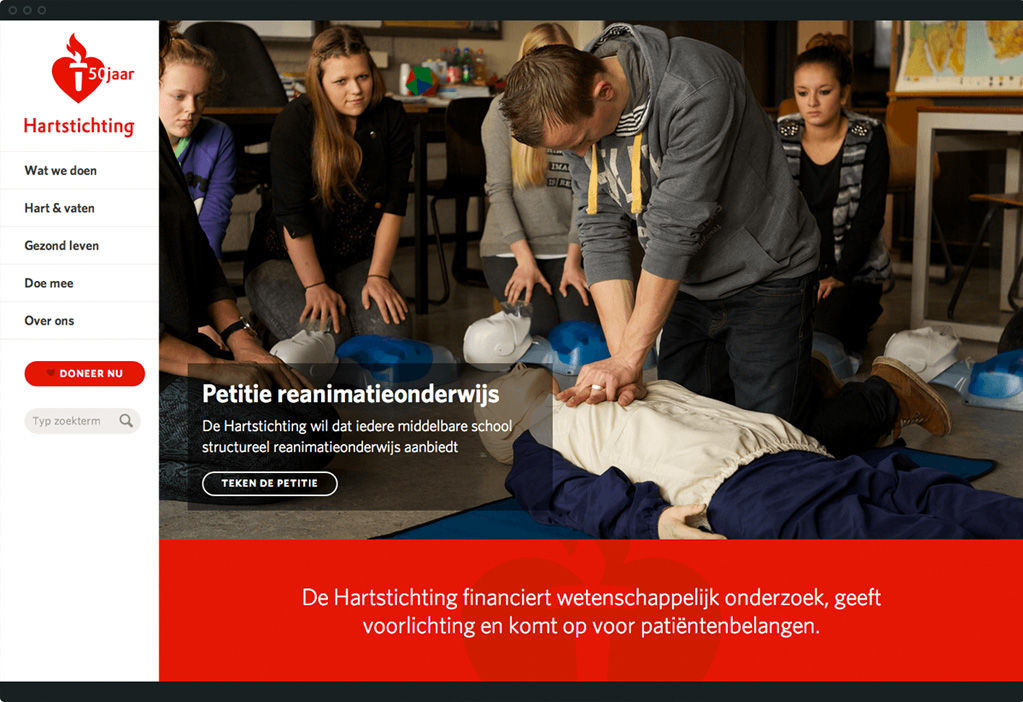 50jaar
Hartstichting
Wat we doen
Hart & vaten
Gezond leven
Doe mee
Over ons
DONEER NU
Typ zoekterm
Petitie reanimatieonderwijs
De Hartstichting wil dat iedere middelbare school
structureel reanimatieonderwijs aanbiedt
TEKEN DE PETITIE
De Hartstichting financiert wetenschappelijk onderzoek, geeft
voorlichting en komt op voor patiëntenbelangen.